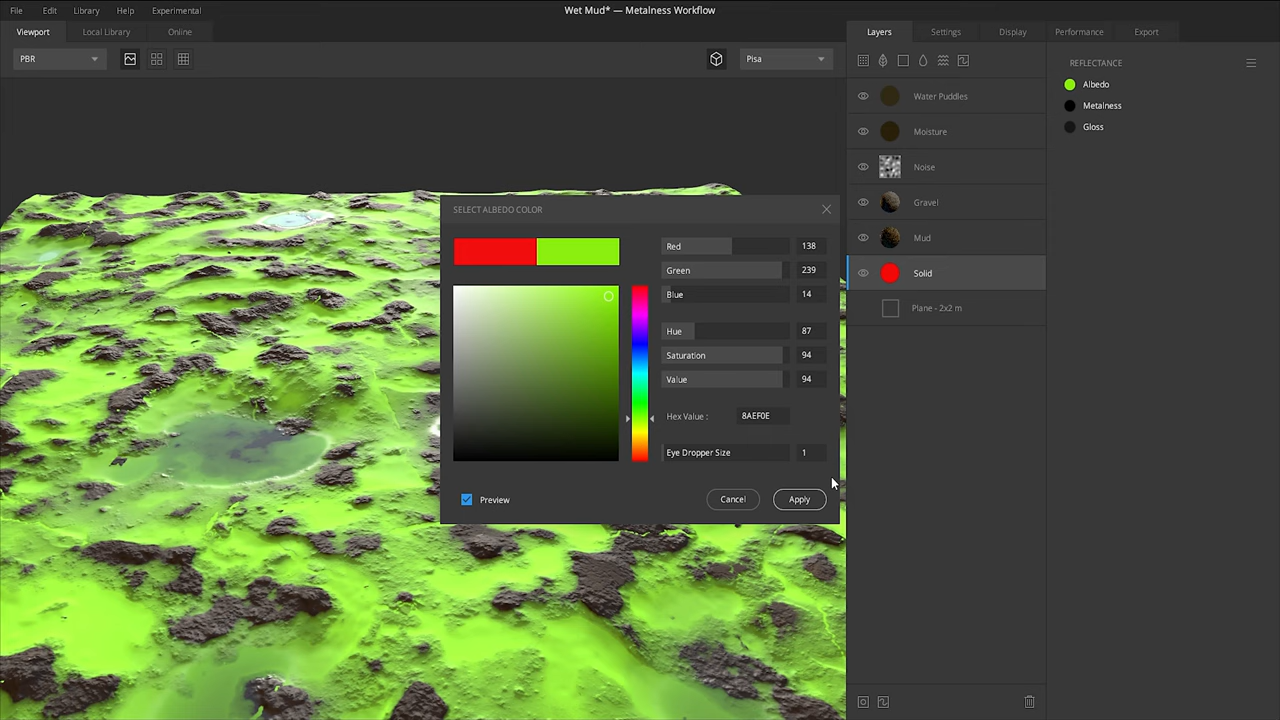 File Edit Library Help Experimental
Wet Mud* — Metalness Workflow
Viewport Local Library Online
Layers Settings Display Performance Export
PBR
Pisa
REFLECTANCE
Albedo
Metalness
Gloss
Water Puddles
Moisture
Noise
Gravel
Mud
Solid
Plane - 2x2 m
SELECT ALBEDO COLOR
Red 138
Green 239
Blue 14
Hue 87
Saturation 94
Value 94
Hex Value : 8AEF0E
Eye Dropper Size 1
Preview
Cancel Apply